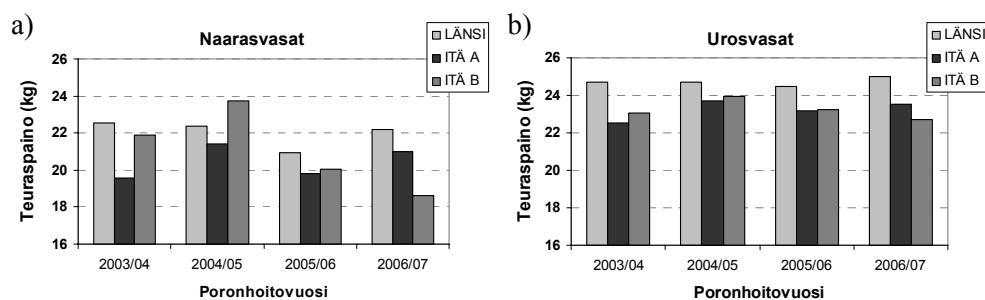 a)
Naarasvasat
LÄNSI
ITÄ A
ITÄ B
Teuraspaino (kg)
26
24
22
20
18
16
2003/04 2004/05 2005/06 2006/07
Poronhoitovuosi
b)
Urosvasat
LÄNSI
ITÄ A
ITÄ B
Teuraspaino (kg)
26
24
22
20
18
16
2003/04 2004/05 2005/06 2006/07
Poronhoitovuosi